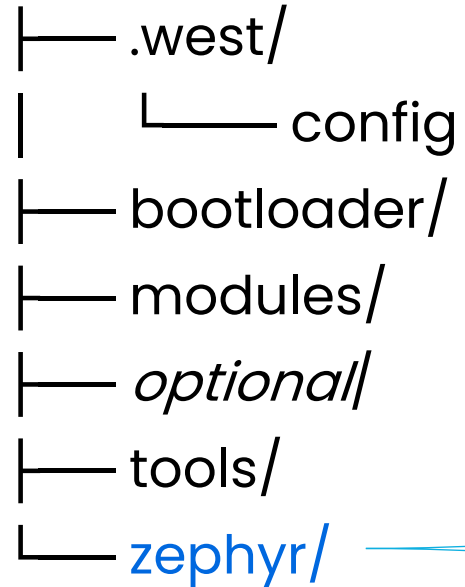 .west/
config
bootloader/
modules/
optional/
tools/
zephyr/